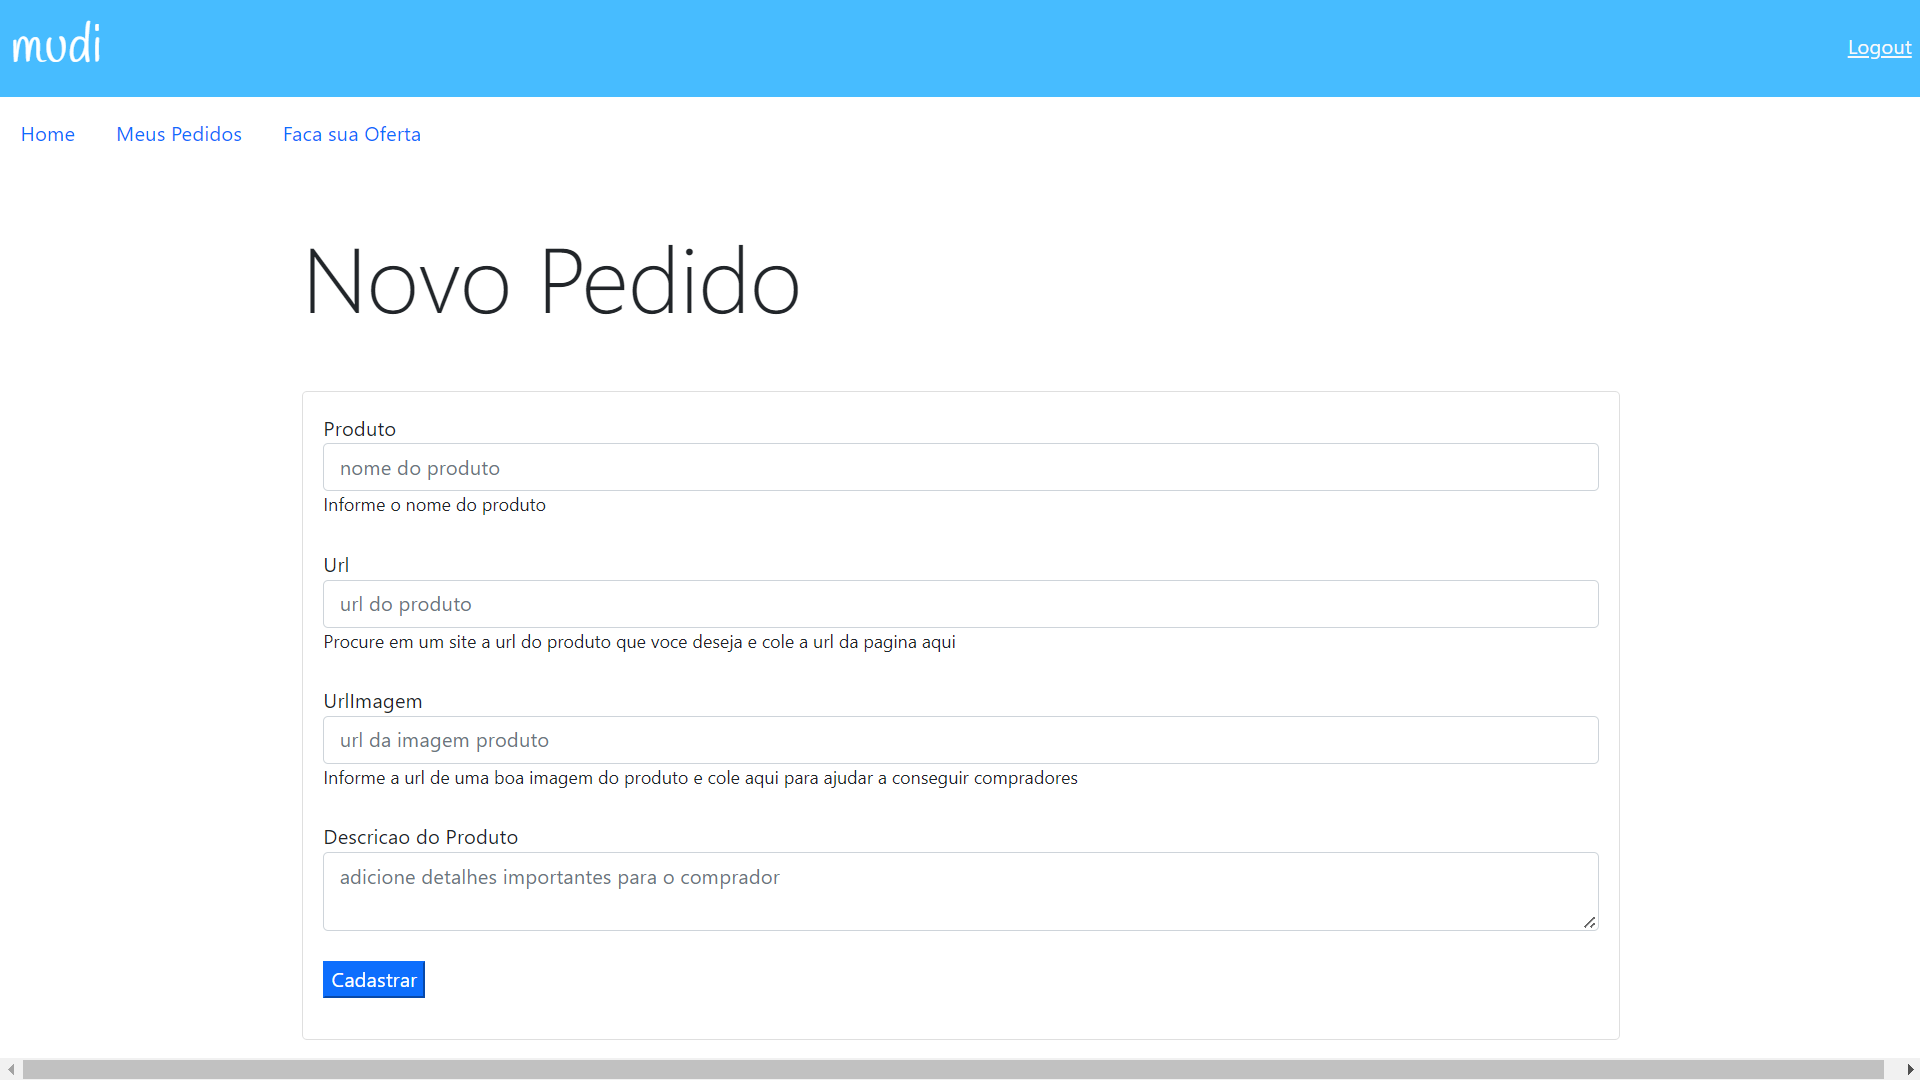 mudi
Logout
Home Meus Pedidos Faca sua Oferta
Novo Pedido
Produto
nome do produto
Informe o nome do produto
Url
url do produto
Procure em um site a url do produto que voce deseja e cole a url da pagina aqui
UrlImagem
url da imagem produto
Informe a url de uma boa imagem do produto e cole aqui para ajudar a conseguir compradores
Descricao do Produto
adicione detalhes importantes para o comprador
Cadastrar